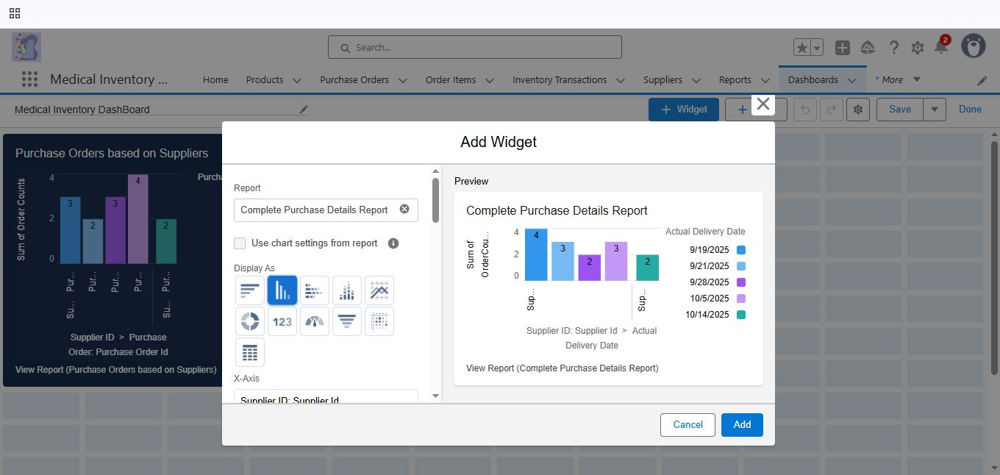 Search...
2
Medical Inventory ...
Home
Products
Purchase Orders
Order Items
Inventory Transactions
Suppliers
Reports
Dashboards
* More
Medical Inventory DashBoard
+ Widget
+
Save
Done
Purchase Orders based on Suppliers
Sum of Order Counts
4
2
0
3
2
3
4
2
Pur...
Pur...
Pur...
Pur...
Pur...
Su...
Su...
Supplier ID > Purchase
Order: Purchase Order Id
View Report (Purchase Orders based on Suppliers)
Add Widget
Report
Complete Purchase Details Report
Use chart settings from report
Display As
123
X-Axis
Supplier ID: Supplier Id
Preview
Complete Purchase Details Report
Sum of
OrderCou...
4
2
0
4
3
2
3
2
Sup...
Sup...
Supplier ID: Supplier Id > Actual
Delivery Date
Actual Delivery Date
9/19/2025
9/21/2025
9/28/2025
10/5/2025
10/14/2025
View Report (Complete Purchase Details Report)
Cancel
Add